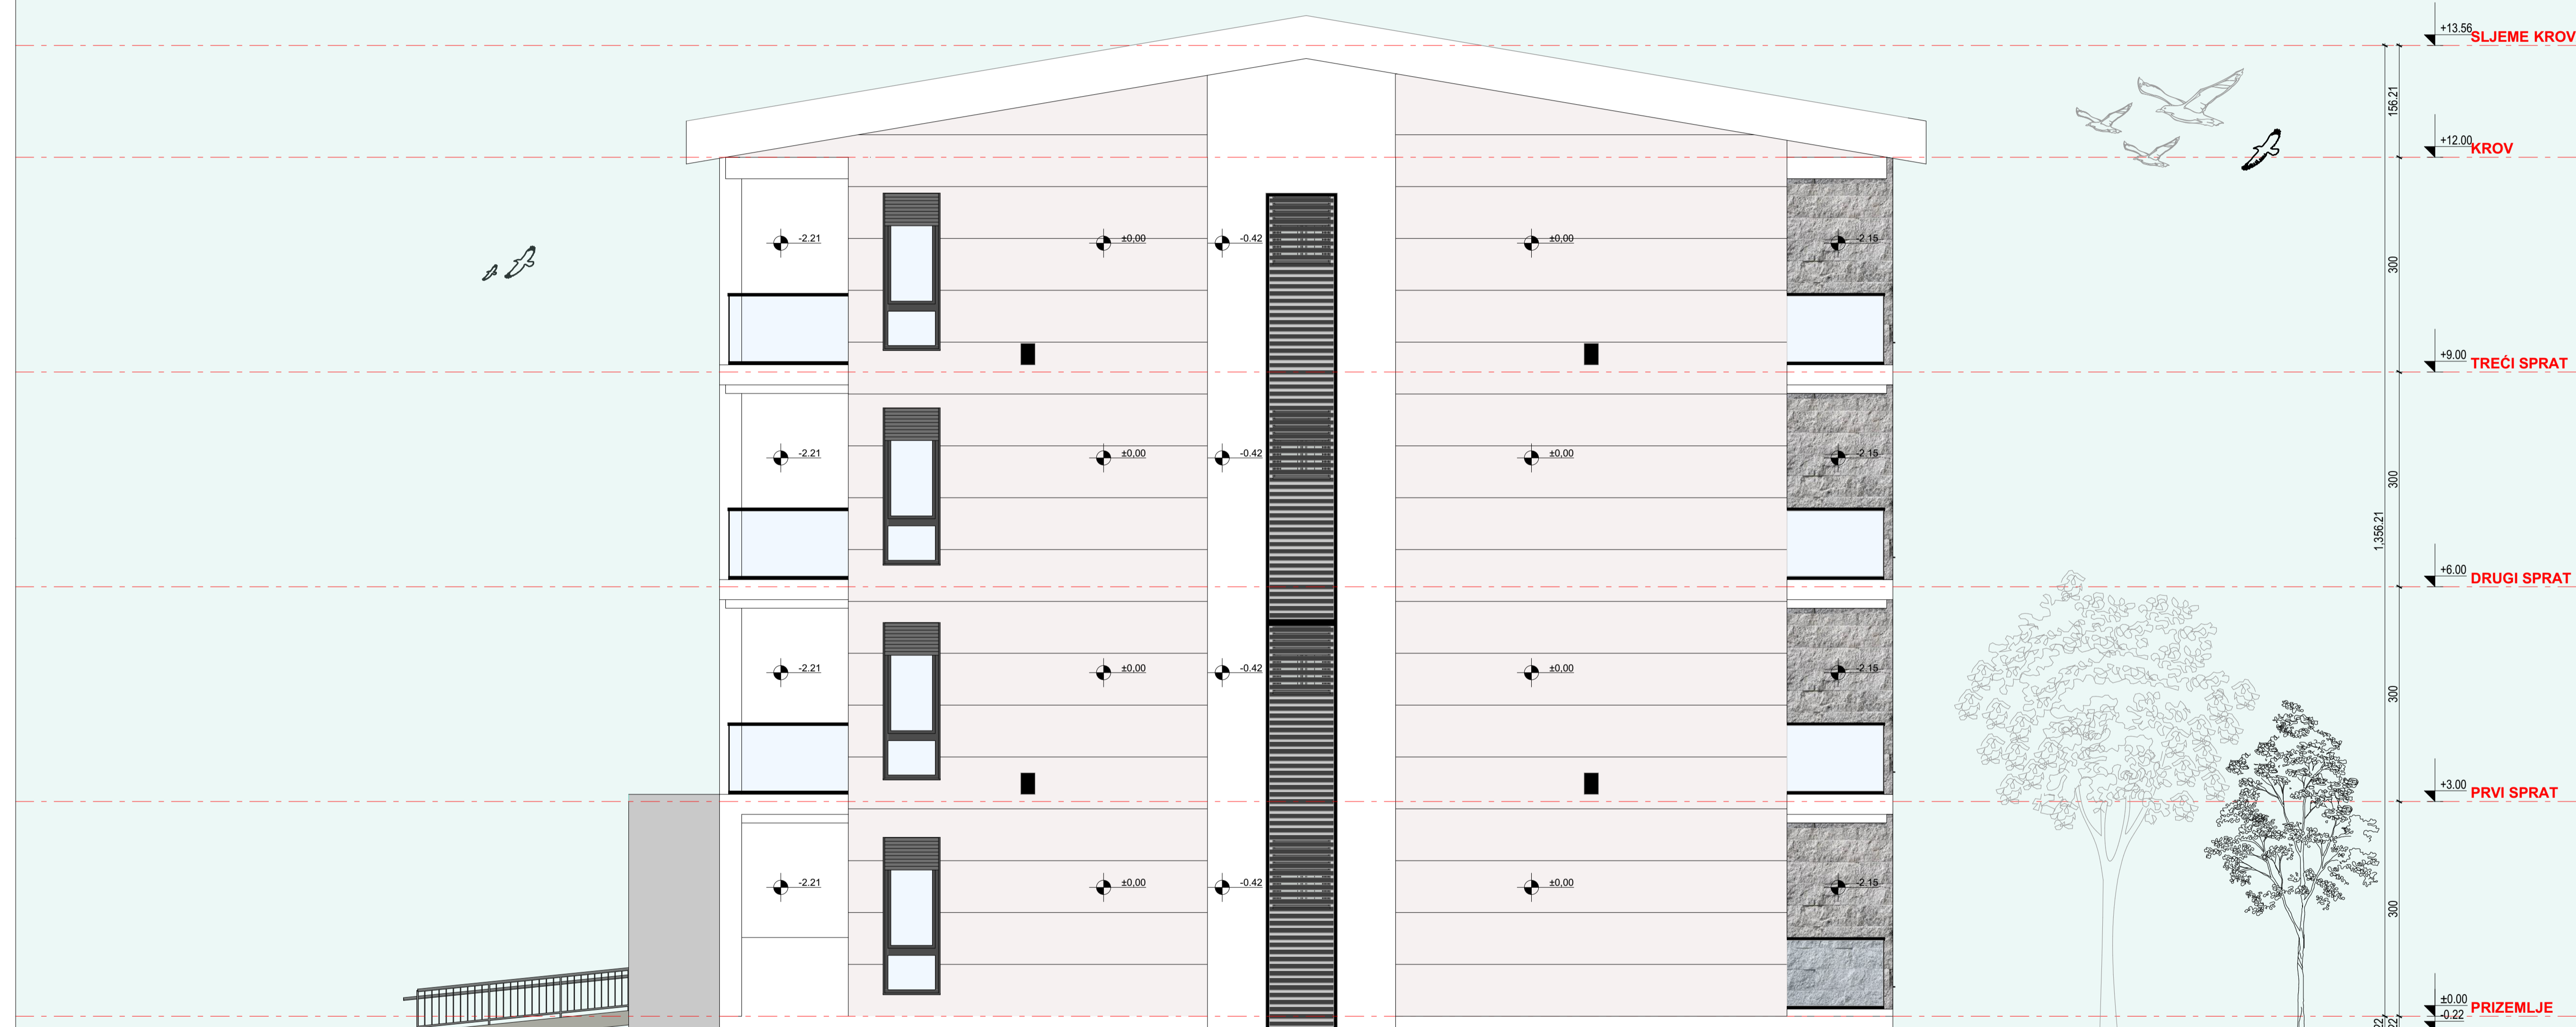 +13.56 SLJEME KROV
156.21
+12.00 KROV
-2.21 ±0,00 -0.42 ±0,00 -2.15
300
+9.00 TREĆI SPRAT
-2.21 ±0,00 -0.42 ±0,00 -2.15
300
1,356.21
+6.00 DRUGI SPRAT
-2.21 ±0,00 -0.42 ±0,00 -2.15
300
+3.00 PRVI SPRAT
-2.21 ±0,00 -0.42 ±0,00 -2.15
300
±0.00 PRIZEMLJE
-0.22